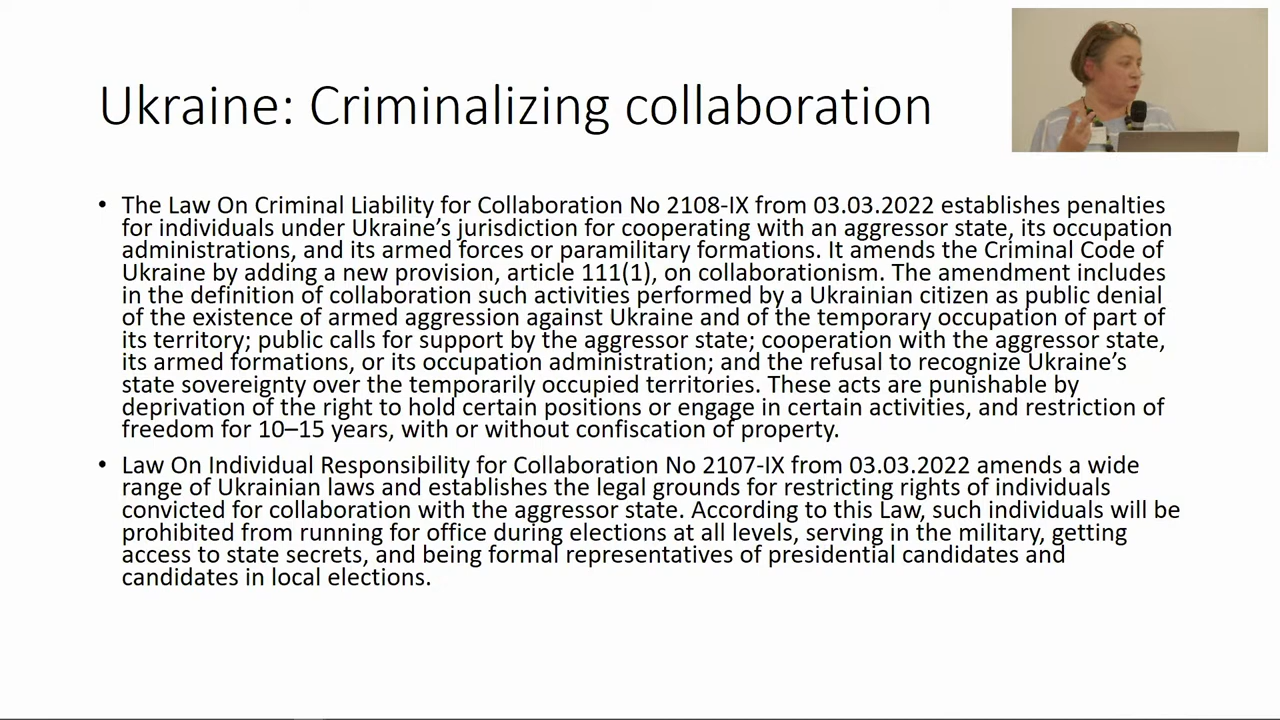 Ukraine: Criminalizing collaboration
• The Law On Criminal Liability for Collaboration No 2108-IX from 03.03.2022 establishes penalties
for individuals under Ukraine’s jurisdiction for cooperating with an aggressor state, its occupation
administrations, and its armed forces or paramilitary formations. It amends the Criminal Code of
Ukraine by adding a new provision, article 111(1), on collaborationism. The amendment includes
in the definition of collaboration such activities performed by a Ukrainian citizen as public denial
of the existence of armed aggression against Ukraine and of the temporary occupation of part of
its territory; public calls for support by the aggressor state; cooperation with the aggressor state,
its armed formations, or its occupation administration; and the refusal to recognize Ukraine’s
state sovereignty over the temporarily occupied territories. These acts are punishable by
deprivation of the right to hold certain positions or engage in certain activities, and restriction of
freedom for 10–15 years, with or without confiscation of property.
• Law On Individual Responsibility for Collaboration No 2107-IX from 03.03.2022 amends a wide
range of Ukrainian laws and establishes the legal grounds for restricting rights of individuals
convicted for collaboration with the aggressor state. According to this Law, such individuals will be
prohibited from running for office during elections at all levels, serving in the military, getting
access to state secrets, and being formal representatives of presidential candidates and
candidates in local elections.